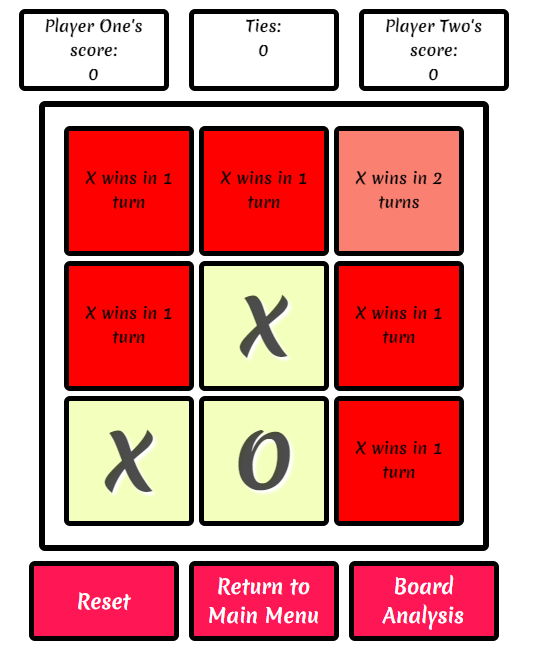 Player One's
score:
0
Ties:
0
Player Two's
score:
0
X wins in 1
turn
X wins in 1
turn
X wins in 2
turns
X wins in 1
turn
X
X wins in 1
turn
X
O
X wins in 1
turn
Reset
Return to
Main Menu
Board
Analysis